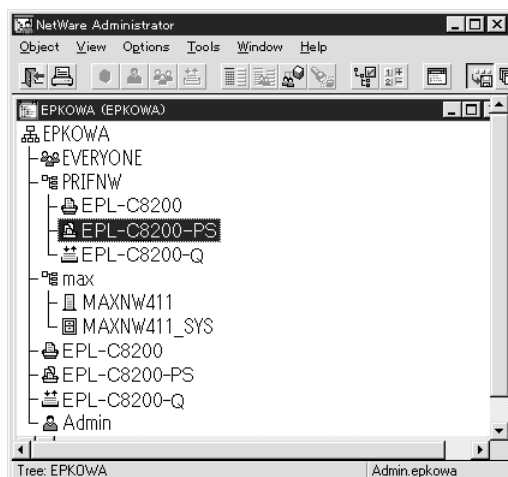 NetWare Administrator
Object View Options Tools Window Help
EPKOWA (EPKOWA)
EPKOWA
EVERYONE
PRIFNW
EPL-C8200
EPL-C8200-PS
EPL-C8200-Q
max
MAXNW411
MAXNW411_SYS
EPL-C8200
EPL-C8200-PS
EPL-C8200-Q
Admin
Tree: EPKOWA Admin.epkowa